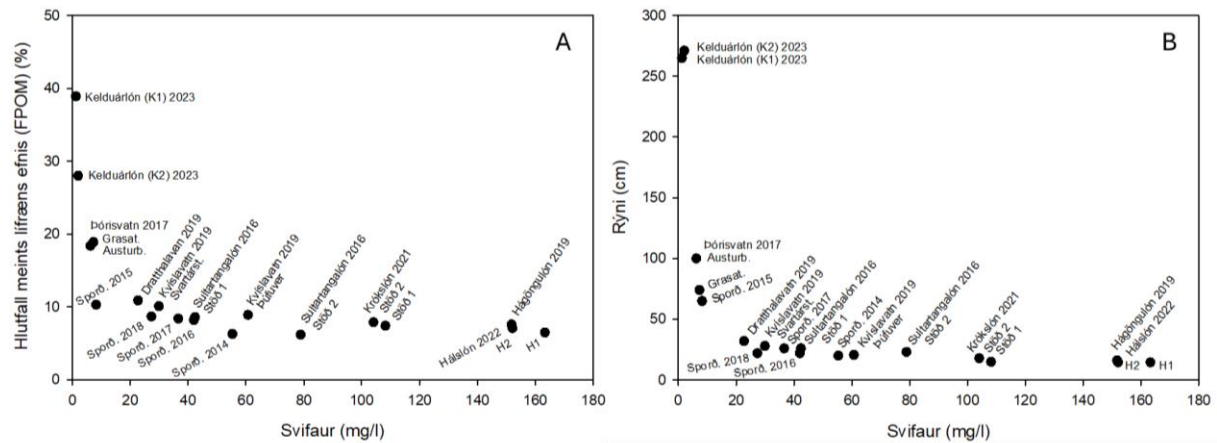 A
Hlutfall meints lífræns efnis (FPOM) (%)
50
40
30
20
10
0
Kelduárlón (K1) 2023
Kelduárlón (K2) 2023
Þórisvatn 2017
Grasat.
Austurb.
Sporð. 2015
Dratthalavatn 2019
Kvíslavatn 2019
Svartárst.
Sultartangalón 2016
Stöð 1
Kvíslavatn 2019
Þúfuver
Sultartangalón 2016
Stöð 2
Krókslón 2021
Stöð 2
Stöð 1
Hágöngulón 2019
Sporð. 2018
Sporð. 2017
Sporð. 2016
Sporð. 2014
Hálslón 2022
H2
H1
0 20 40 60 80 100 120 140 160 180
Svifaur (mg/l)
B
Rýni (cm)
300
250
200
150
100
50
0
Kelduárlón (K2) 2023
Kelduárlón (K1) 2023
Þórisvatn 2017
Austurb.
Grasat.
Sporð. 2015
Dratthalavatn 2019
Kvíslavatn 2019
Svartárst.
Sporð. 2017
Sultartangalón 2016
Stöð 1
Sporð. 2014
Kvíslavatn 2019
Þúfuver
Sultartangalón 2016
Stöð 2
Krókslón 2021
Stöð 2
Stöð 1
Hágöngulón 2019
Hálslón 2022
H2
H1
Sporð. 2018
Sporð. 2016
0 20 40 60 80 100 120 140 160 180
Svifaur (mg/l)